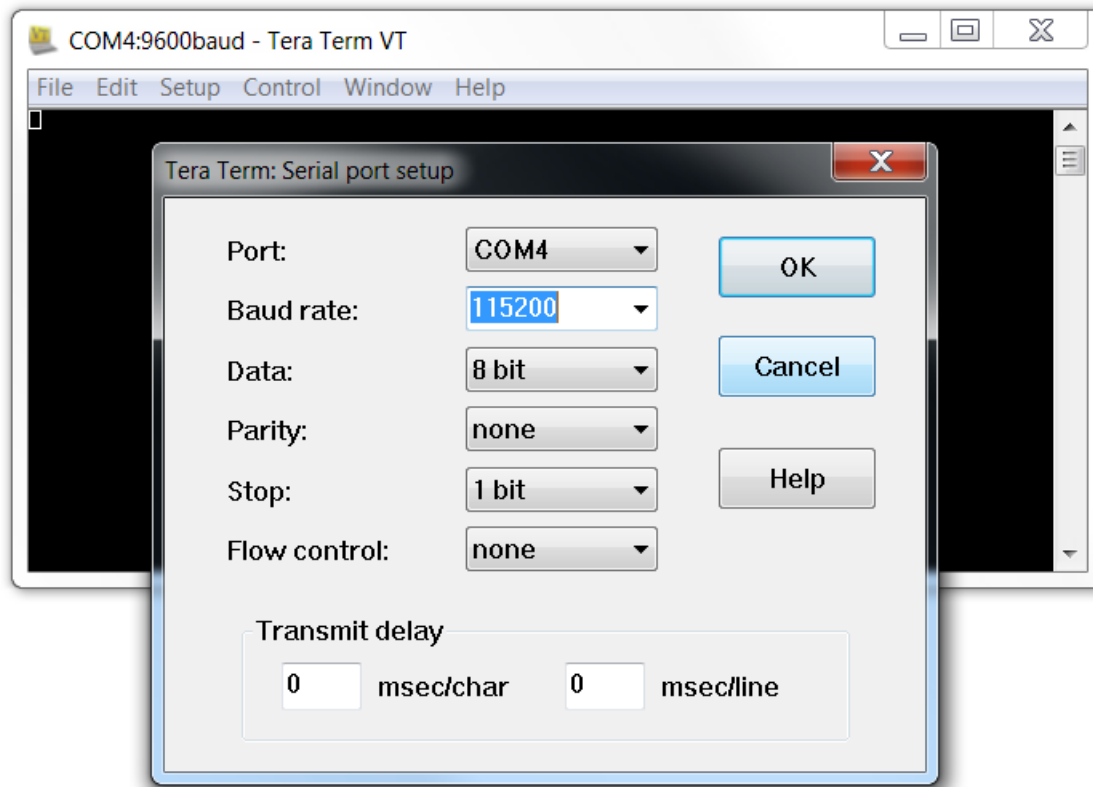 COM4:9600baud - Tera Term VT
File Edit Setup Control Window Help
Tera Term: Serial port setup
Port: COM4 OK
Baud rate: 115200
Data: 8 bit Cancel
Parity: none
Stop: 1 bit Help
Flow control: none
Transmit delay
0 msec/char 0 msec/line